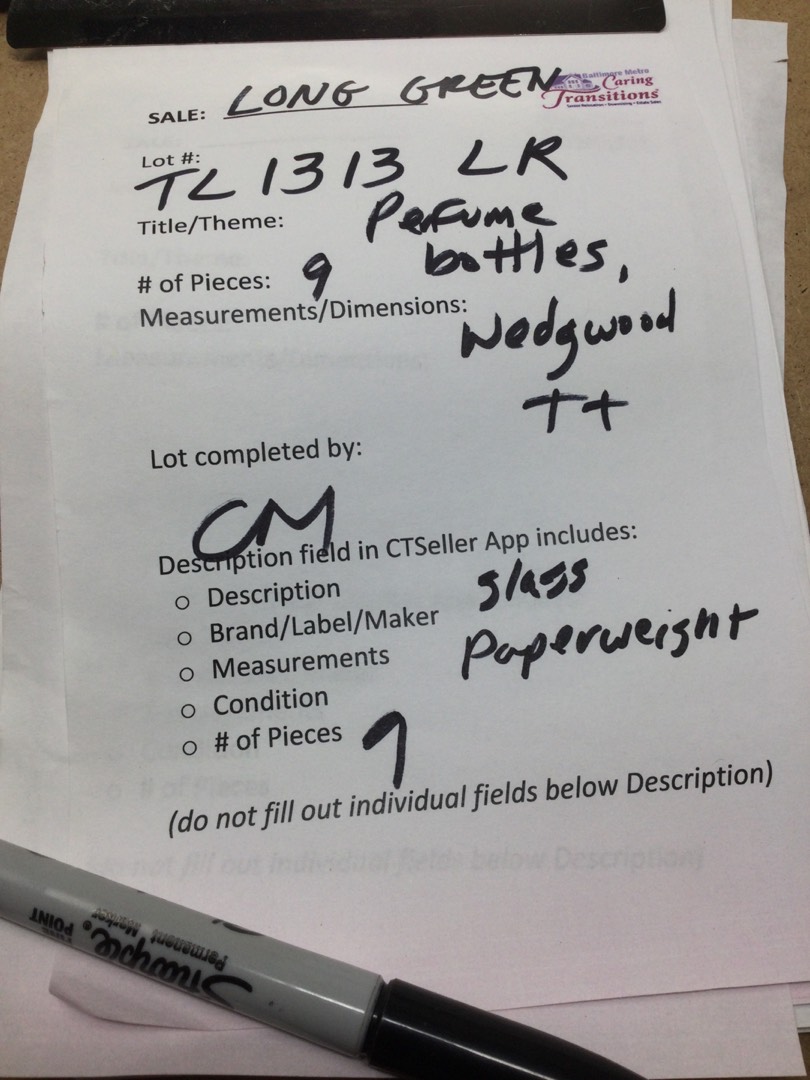 SALE: LONG GREEN
Baltimore Metro
Caring
Transitions
Lot #:
TL 1313 LR
Title/Theme: Perfume
bottles,
# of Pieces: 9
Measurements/Dimensions:
Wedgwood
++
Lot completed by:
CM
Description field in CTSeller App includes:
○ Description
glass
○ Brand/Label/Maker
paperweight
○ Measurements
○ Condition
○ # of Pieces 9
(do not fill out individual fields below Description)
Sharpie®
Permanent Marker
POINT